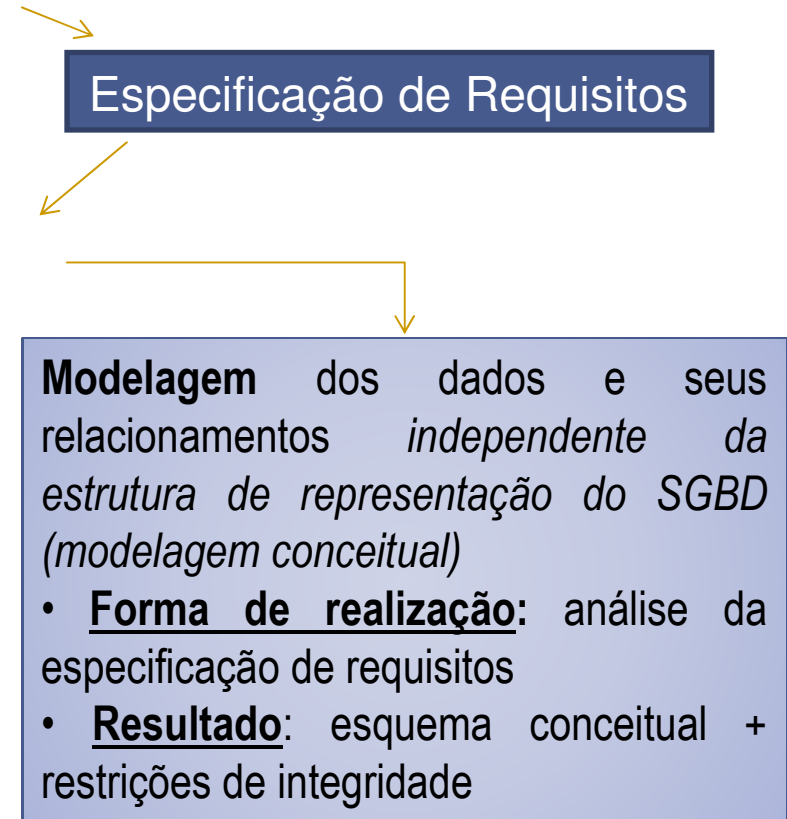 Especificação de Requisitos
Modelagem dos dados e seus
relacionamentos independente da
estrutura de representação do SGBD
(modelagem conceitual)
• Forma de realização: análise da
especificação de requisitos
• Resultado: esquema conceitual +
restrições de integridade